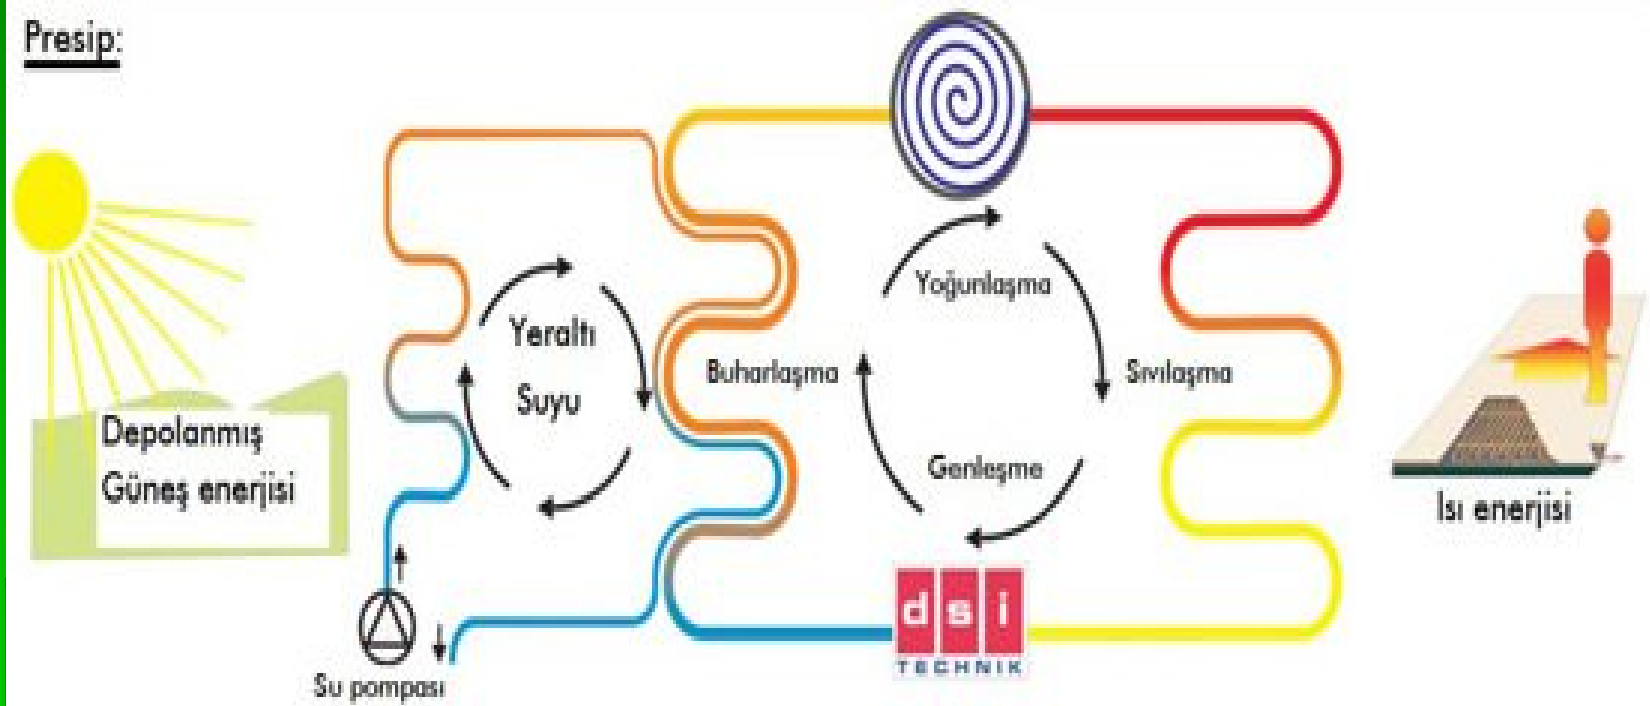 Presip:
Depolanmış
Güneş enerjisi
Su pompası
Yeraltı
Suyu
Buharlaşma
Yoğunlaşma
Sıvılaşma
Genleşme
dsi
TECHNIK
Isı enerjisi